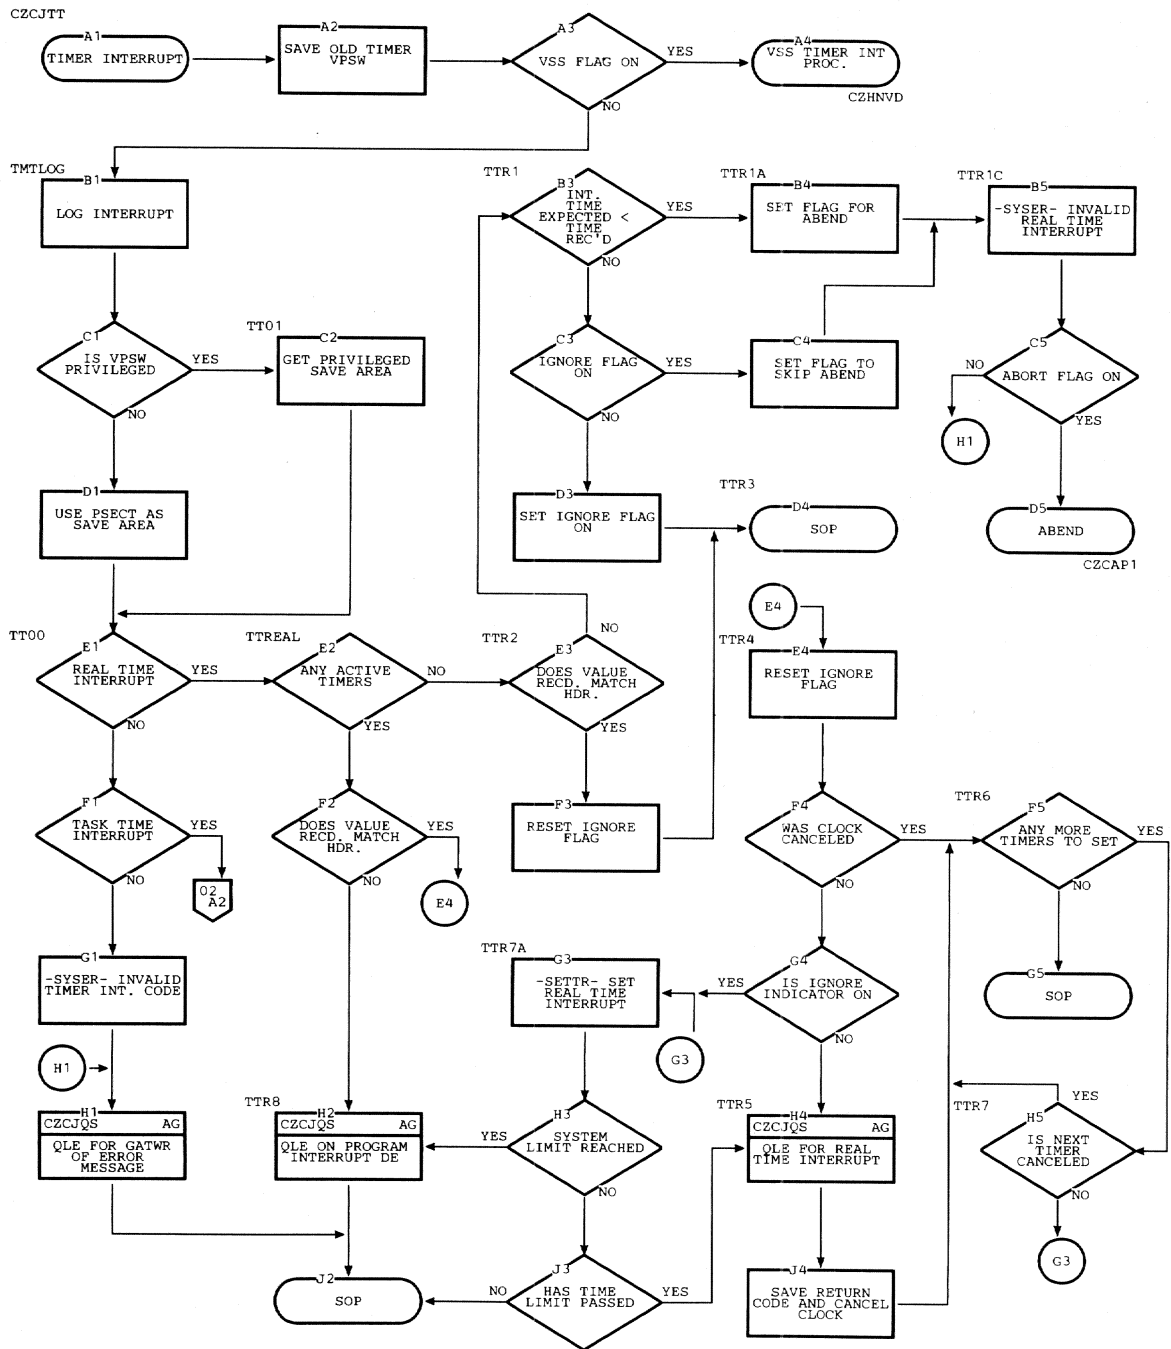 CZCJTT
A1
TIMER INTERRUPT
A2
SAVE OLD TIMER
VPSW
A3
VSS FLAG ON
YES
NO
A4
VSS TIMER INT
PROC.
CZHNVD
TMTLOG
B1
LOG INTERRUPT
TTR1
B3
INT.
TIME
EXPECTED <
TIME
REC'D
YES
NO
TTR1A
B4
SET FLAG FOR
ABEND
TTR1C
B5
-SYSER- INVALID
REAL TIME
INTERRUPT
C1
IS VPSW
PRIVILEGED
YES
NO
TT01
C2
GET PRIVILEGED
SAVE AREA
C3
IGNORE FLAG
ON
YES
NO
C4
SET FLAG TO
SKIP ABEND
C5
ABORT FLAG ON
NO
YES
H1
D1
USE PSECT AS
SAVE AREA
D3
SET IGNORE FLAG
ON
TTR3
D4
SOP
D5
ABEND
CZCAP1
TT00
E1
REAL TIME
INTERRUPT
YES
NO
TTREAL
E2
ANY ACTIVE
TIMERS
NO
YES
TTR2
E3
DOES VALUE
RECD. MATCH
HDR.
NO
YES
E4
TTR4
E4
RESET IGNORE
FLAG
F1
TASK TIME
INTERRUPT
YES
NO
02
A2
F2
DOES VALUE
RECD. MATCH
HDR.
YES
NO
E4
F3
RESET IGNORE
FLAG
F4
WAS CLOCK
CANCELED
YES
NO
TTR6
F5
ANY MORE
TIMERS TO SET
YES
NO
G1
-SYSER- INVALID
TIMER INT. CODE
TTR7A
G3
-SETTR- SET
REAL TIME
INTERRUPT
G4
IS IGNORE
INDICATOR ON
YES
NO
G3
G5
SOP
H1
H1
CZCJQS AG
QLE FOR GATWR
OF ERROR
MESSAGE
TTR8
H2
CZCJQS AG
QLE ON PROGRAM
INTERRUPT DE
H3
SYSTEM
LIMIT REACHED
YES
NO
TTR5
H4
CZCJQS AG
QLE FOR REAL
TIME INTERRUPT
TTR7
H5
IS NEXT
TIMER
CANCELED
YES
NO
G3
J2
SOP
J3
HAS TIME
LIMIT PASSED
NO
YES
J4
SAVE RETURN
CODE AND CANCEL
CLOCK